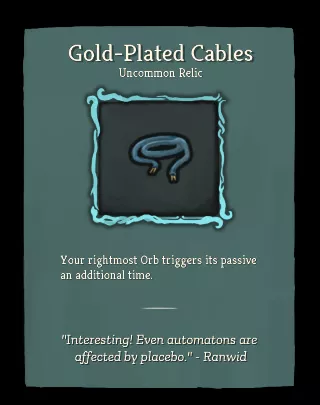 Gold-Plated Cables
Uncommon Relic
Your rightmost Orb triggers its passive
an additional time.
"Interesting! Even automatons are
affected by placebo." - Ranwid